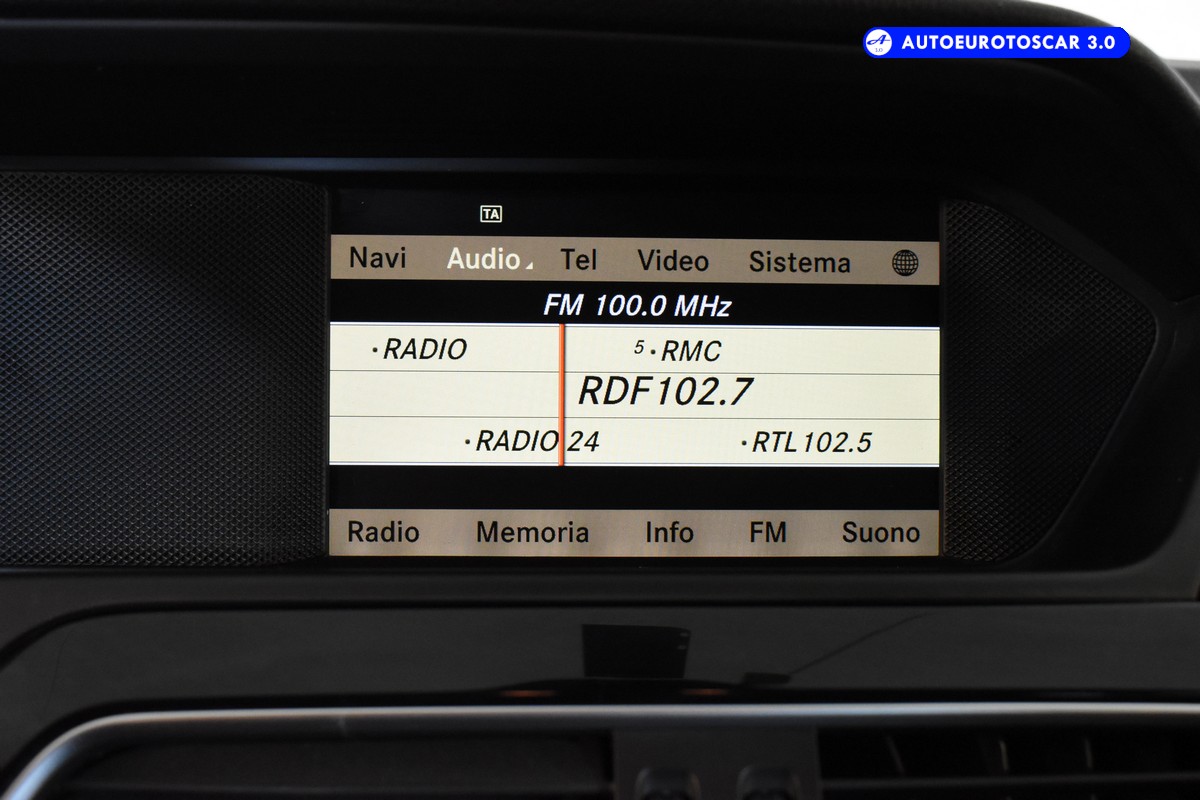 AUTOEUROTOSCAR 3.0
TA
Navi Audio Tel Video Sistema
FM 100.0 MHz
·RADIO 5·RMC
RDF102.7
·RADIO 24 ·RTL102.5
Radio Memoria Info FM Suono